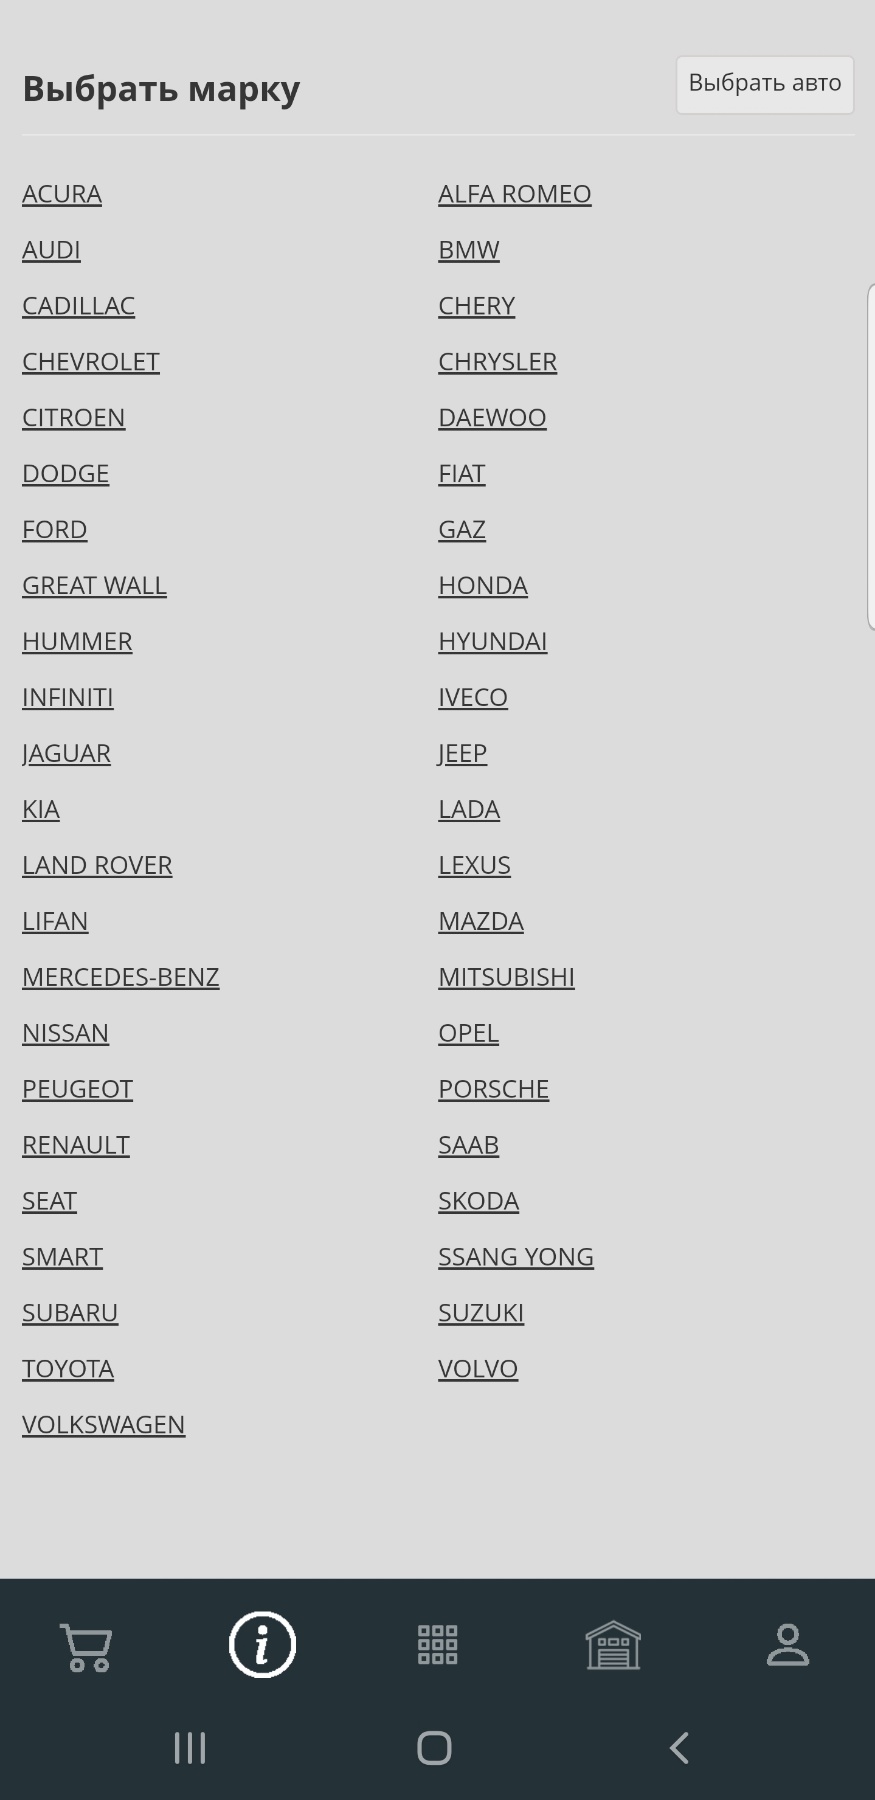 Выбрать марку
Выбрать авто
ACURA
ALFA ROMEO
AUDI
BMW
CADILLAC
CHERY
CHEVROLET
CHRYSLER
CITROEN
DAEWOO
DODGE
FIAT
FORD
GAZ
GREAT WALL
HONDA
HUMMER
HYUNDAI
INFINITI
IVECO
JAGUAR
JEEP
KIA
LADA
LAND ROVER
LEXUS
LIFAN
MAZDA
MERCEDES-BENZ
MITSUBISHI
NISSAN
OPEL
PEUGEOT
PORSCHE
RENAULT
SAAB
SEAT
SKODA
SMART
SSANG YONG
SUBARU
SUZUKI
TOYOTA
VOLVO
VOLKSWAGEN